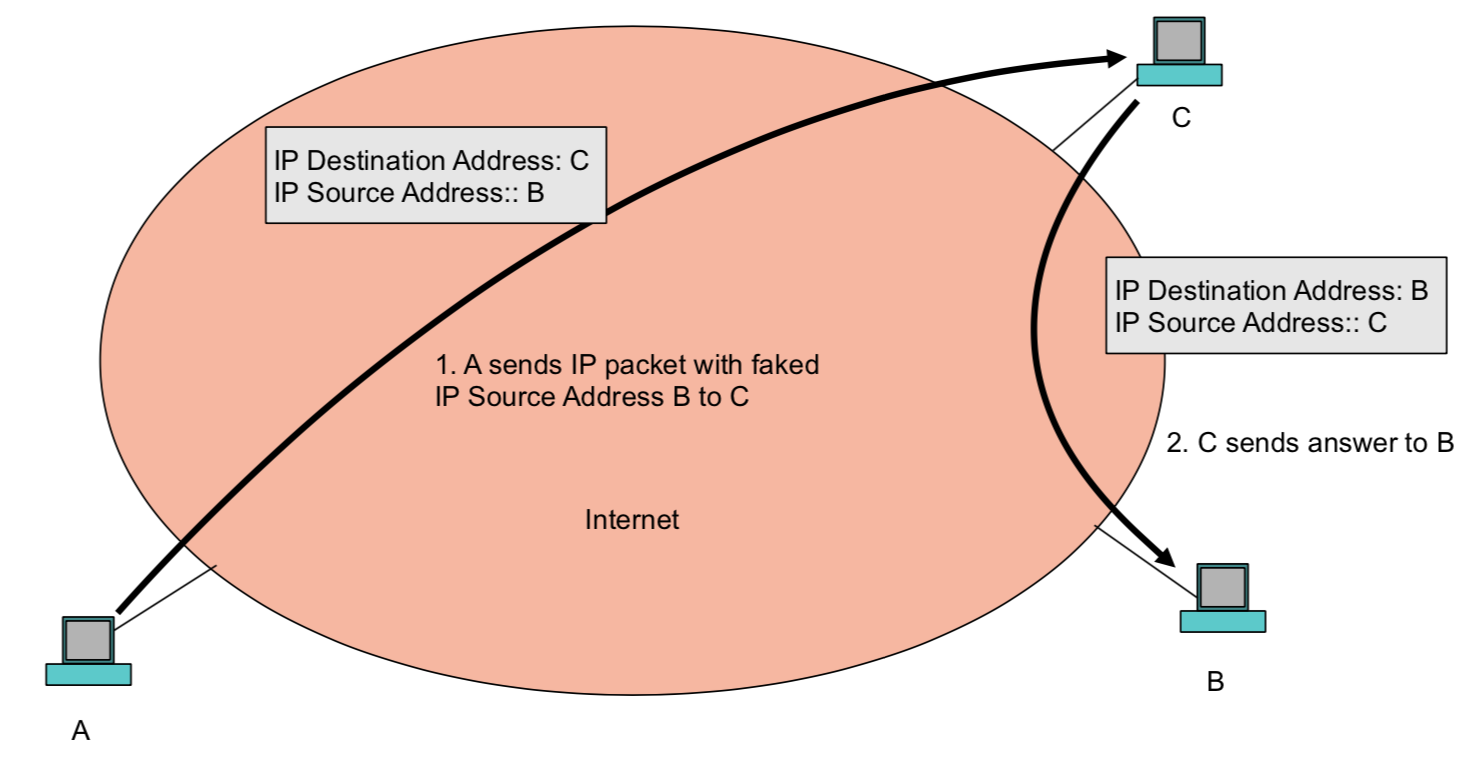 C
IP Destination Address: C
IP Source Address:: B
IP Destination Address: B
IP Source Address:: C
1. A sends IP packet with faked
IP Source Address B to C
2. C sends answer to B
Internet
B
A